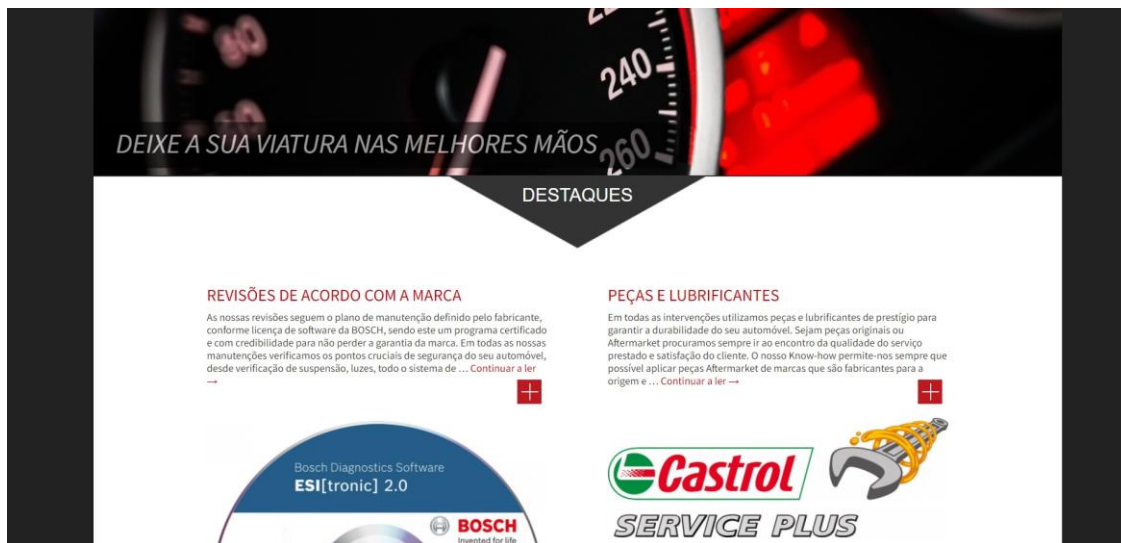 240
260
DEIXE A SUA VIATURA NAS MELHORES MÃOS
DESTAQUES
REVISÕES DE ACORDO COM A MARCA
As nossas revisões seguem o plano de manutenção definido pelo fabricante,
conforme licença de software da BOSCH, sendo este um programa certificado
e com credibilidade para não perder a garantia da marca. Em todas as nossas
manutenções verificamos os pontos cruciais de segurança do seu automóvel,
desde verificação de suspensão, luzes, todo o sistema de … Continuar a ler
→
Bosch Diagnostics Software
ESI[tronic] 2.0
BOSCH
Invented for life
PEÇAS E LUBRIFICANTES
Em todas as intervenções utilizamos peças e lubrificantes de prestígio para
garantir a durabilidade do seu automóvel. Sejam peças originais ou
Aftermarket procuramos sempre ir ao encontro da qualidade do serviço
prestado e satisfação do cliente. O nosso Know-how permite-nos sempre que
possível aplicar peças Aftermarket de marcas que são fabricantes para a
origem e … Continuar a ler →
Castrol
SERVICE PLUS